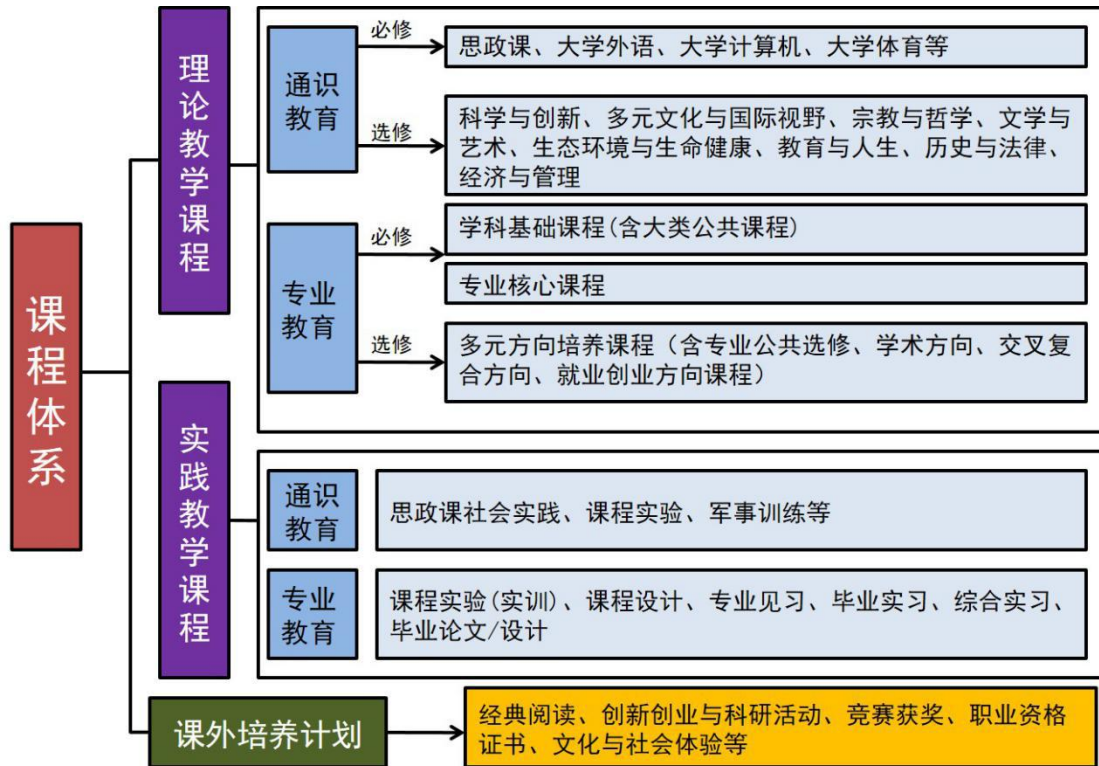 课程体系
理论教学课程
通识
教育
必修
思政课、大学外语、大学计算机、大学体育等
选修
科学与创新、多元文化与国际视野、宗教与哲学、文学与
艺术、生态环境与生命健康、教育与人生、历史与法律、
经济与管理
专业
教育
必修
学科基础课程(含大类公共课程)
专业核心课程
选修
多元方向培养课程（含专业公共选修、学术方向、交叉复
合方向、就业创业方向课程）
实践教学课程
通识
教育
思政课社会实践、课程实验、军事训练等
专业
教育
课程实验(实训)、课程设计、专业见习、毕业实习、综合实习、
毕业论文/设计
课外培养计划
经典阅读、创新创业与科研活动、竞赛获奖、职业资格
证书、文化与社会体验等